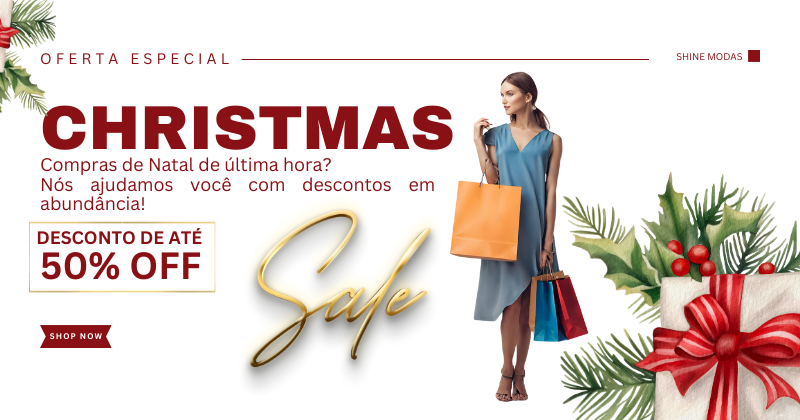 OFERTA ESPECIAL
SHINE MODAS
CHRISTMAS
Compras de Natal de última hora?
Nós ajudamos você com descontos em
abundância!
DESCONTO DE ATÉ
50% OFF
Sale
SHOP NOW